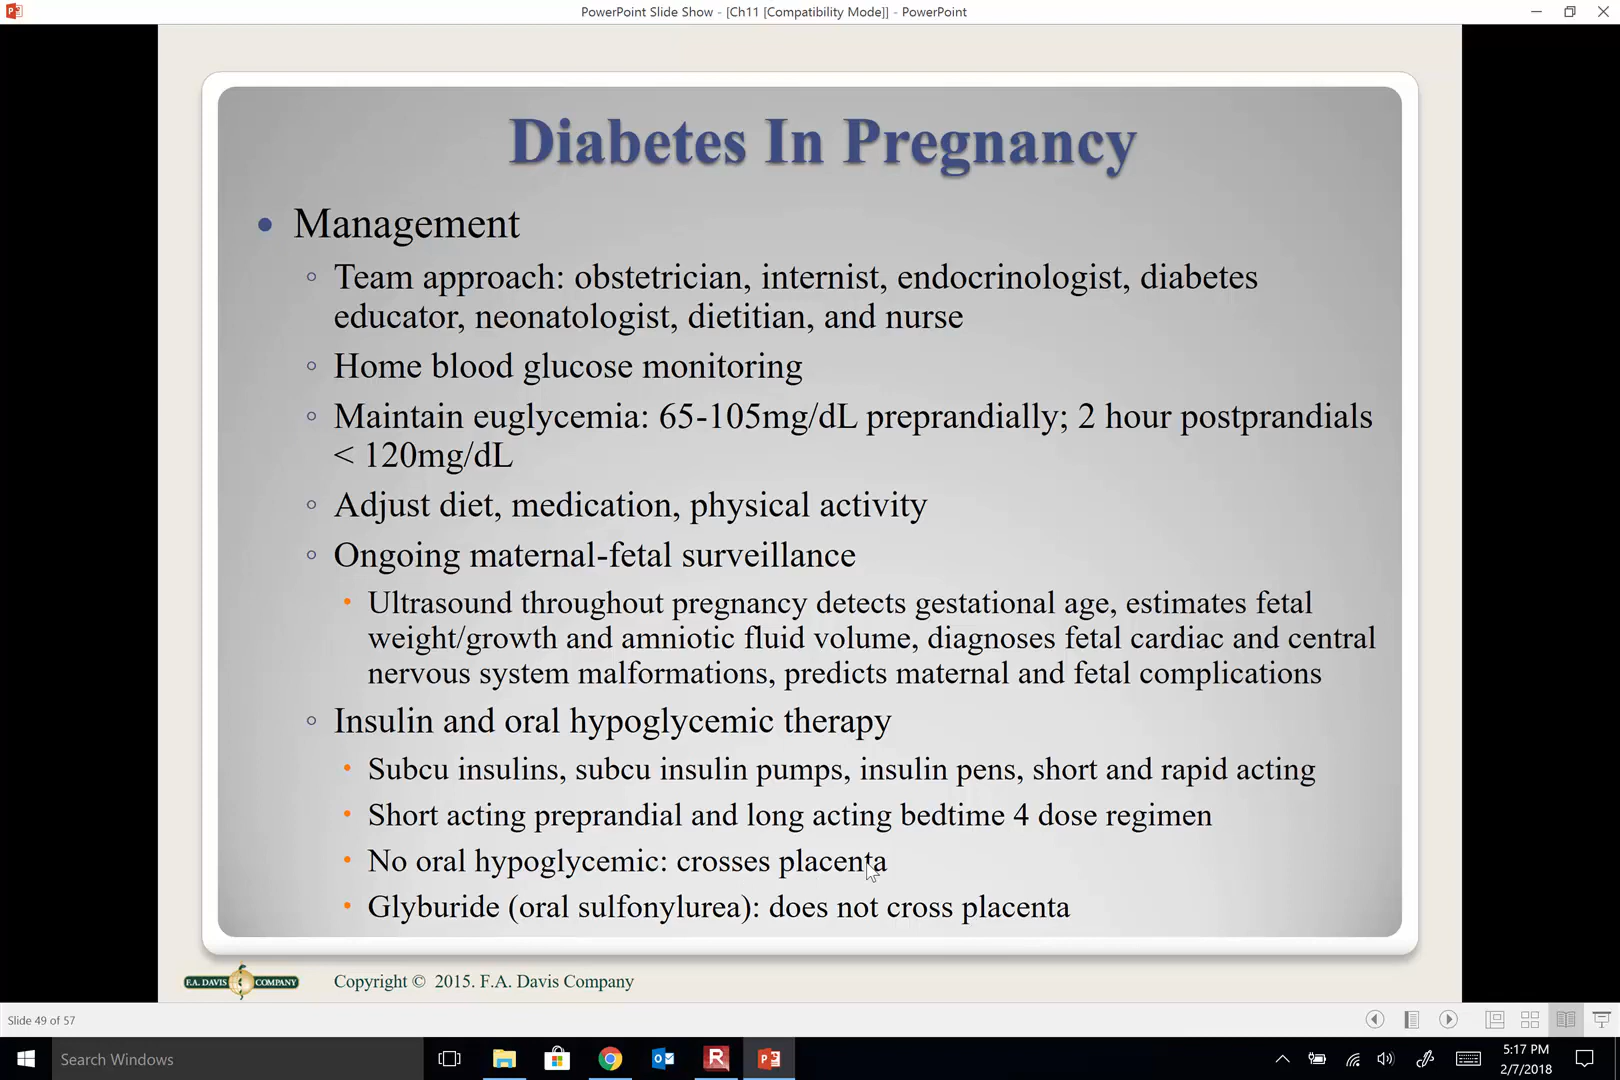 PowerPoint Slide Show - [Ch11 [Compatibility Mode]] - PowerPoint
Diabetes In Pregnancy
Management
Team approach: obstetrician, internist, endocrinologist, diabetes
educator, neonatologist, dietitian, and nurse
Home blood glucose monitoring
Maintain euglycemia: 65-105mg/dL preprandially; 2 hour postprandials
< 120mg/dL
Adjust diet, medication, physical activity
Ongoing maternal-fetal surveillance
Ultrasound throughout pregnancy detects gestational age, estimates fetal
weight/growth and amniotic fluid volume, diagnoses fetal cardiac and central
nervous system malformations, predicts maternal and fetal complications
Insulin and oral hypoglycemic therapy
Subcu insulins, subcu insulin pumps, insulin pens, short and rapid acting
Short acting preprandial and long acting bedtime 4 dose regimen
No oral hypoglycemic: crosses placenta
Glyburide (oral sulfonylurea): does not cross placenta
F.A. DAVIS COMPANY
Copyright © 2015. F.A. Davis Company
Slide 49 of 57
Search Windows
5:17 PM
2/7/2018